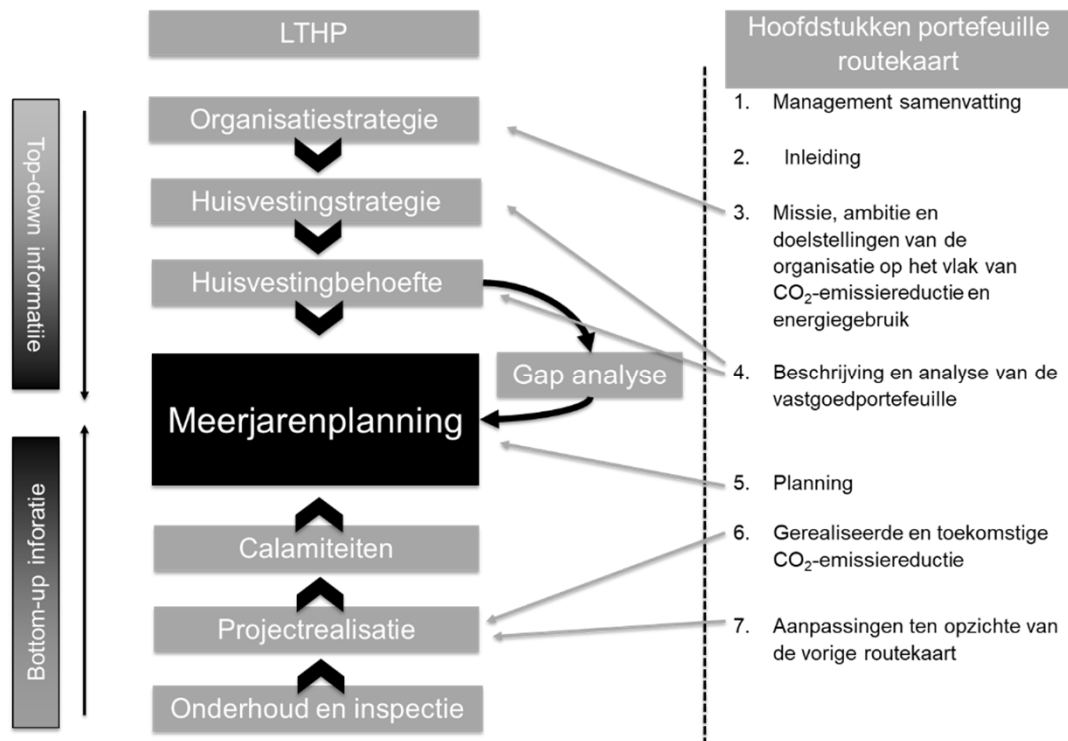 LTHP
Organisatiestrategie
Huisvestingstrategie
Huisvestingbehoefte
Gap analyse
Meerjarenplanning
Calamiteiten
Projectrealisatie
Onderhoud en inspectie
Top-down informatiie
Bottom-up inforatie
Hoofdstukken portefeuille
routekaart
1. Management samenvatting
2. Inleiding
3. Missie, ambitie en
doelstellingen van de
organisatie op het vlak van
CO₂-emissiereductie en
energiegebruik
4. Beschrijving en analyse van de
vastgoedportefeuille
5. Planning
6. Gerealiseerde en toekomstige
CO₂-emissiereductie
7. Aanpassingen ten opzichte van
de vorige routekaart